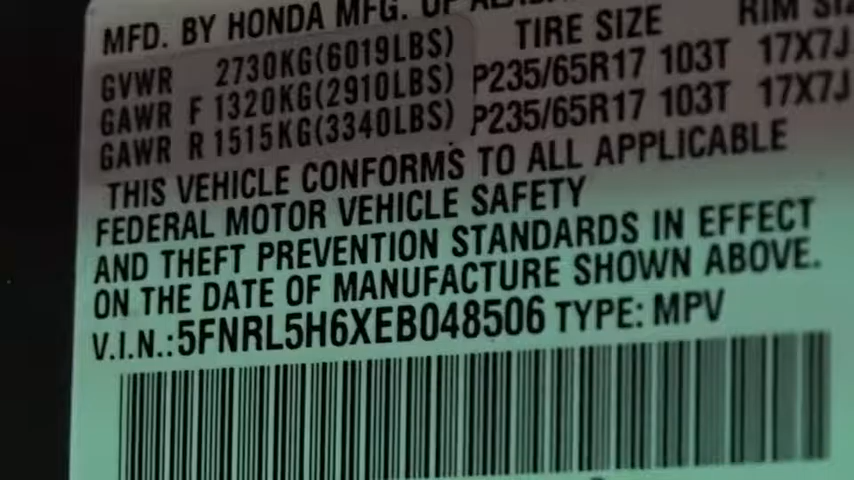 MFD. BY HONDA MFG. OF
TIRE SIZE RIM
GVWR 2730KG(6019LBS)
GAWR F 1320KG(2910LBS) P235/65R17 103T 17X7J
GAWR R 1515KG(3340LBS) P235/65R17 103T 17X7J
THIS VEHICLE CONFORMS TO ALL APPLICABLE
FEDERAL MOTOR VEHICLE SAFETY
AND THEFT PREVENTION STANDARDS IN EFFECT
ON THE DATE OF MANUFACTURE SHOWN ABOVE.
V.I.N.:5FNRL5H6XEB048506 TYPE: MPV